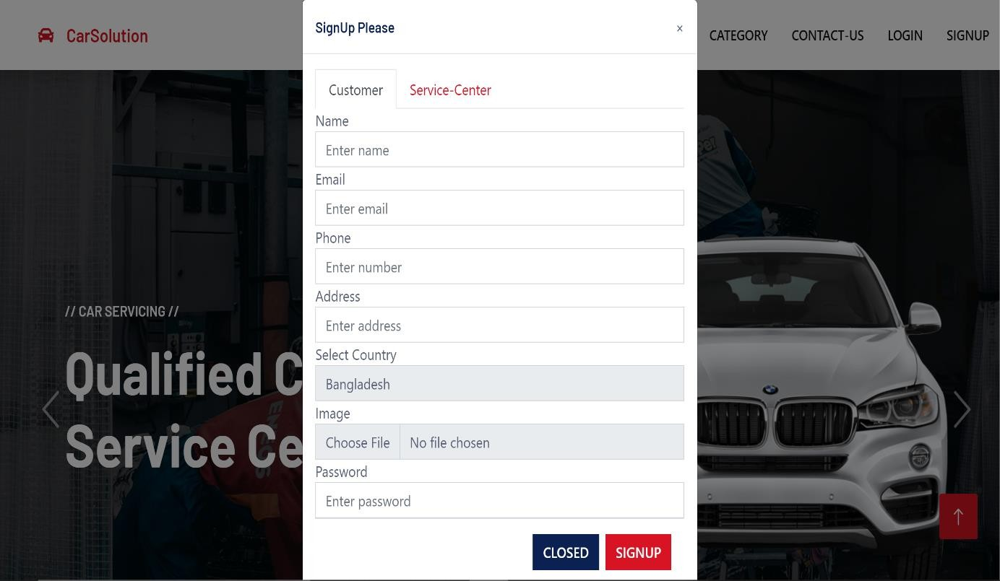 CarSolution
CATEGORY CONTACT-US LOGIN SIGNUP
SignUp Please ×
Customer Service-Center
Name
Enter name
Email
Enter email
Phone
Enter number
Address
Enter address
Select Country
Bangladesh
Image
Choose File No file chosen
Password
Enter password
CLOSED SIGNUP
// CAR SERVICING //
Qualified C
Service Ce